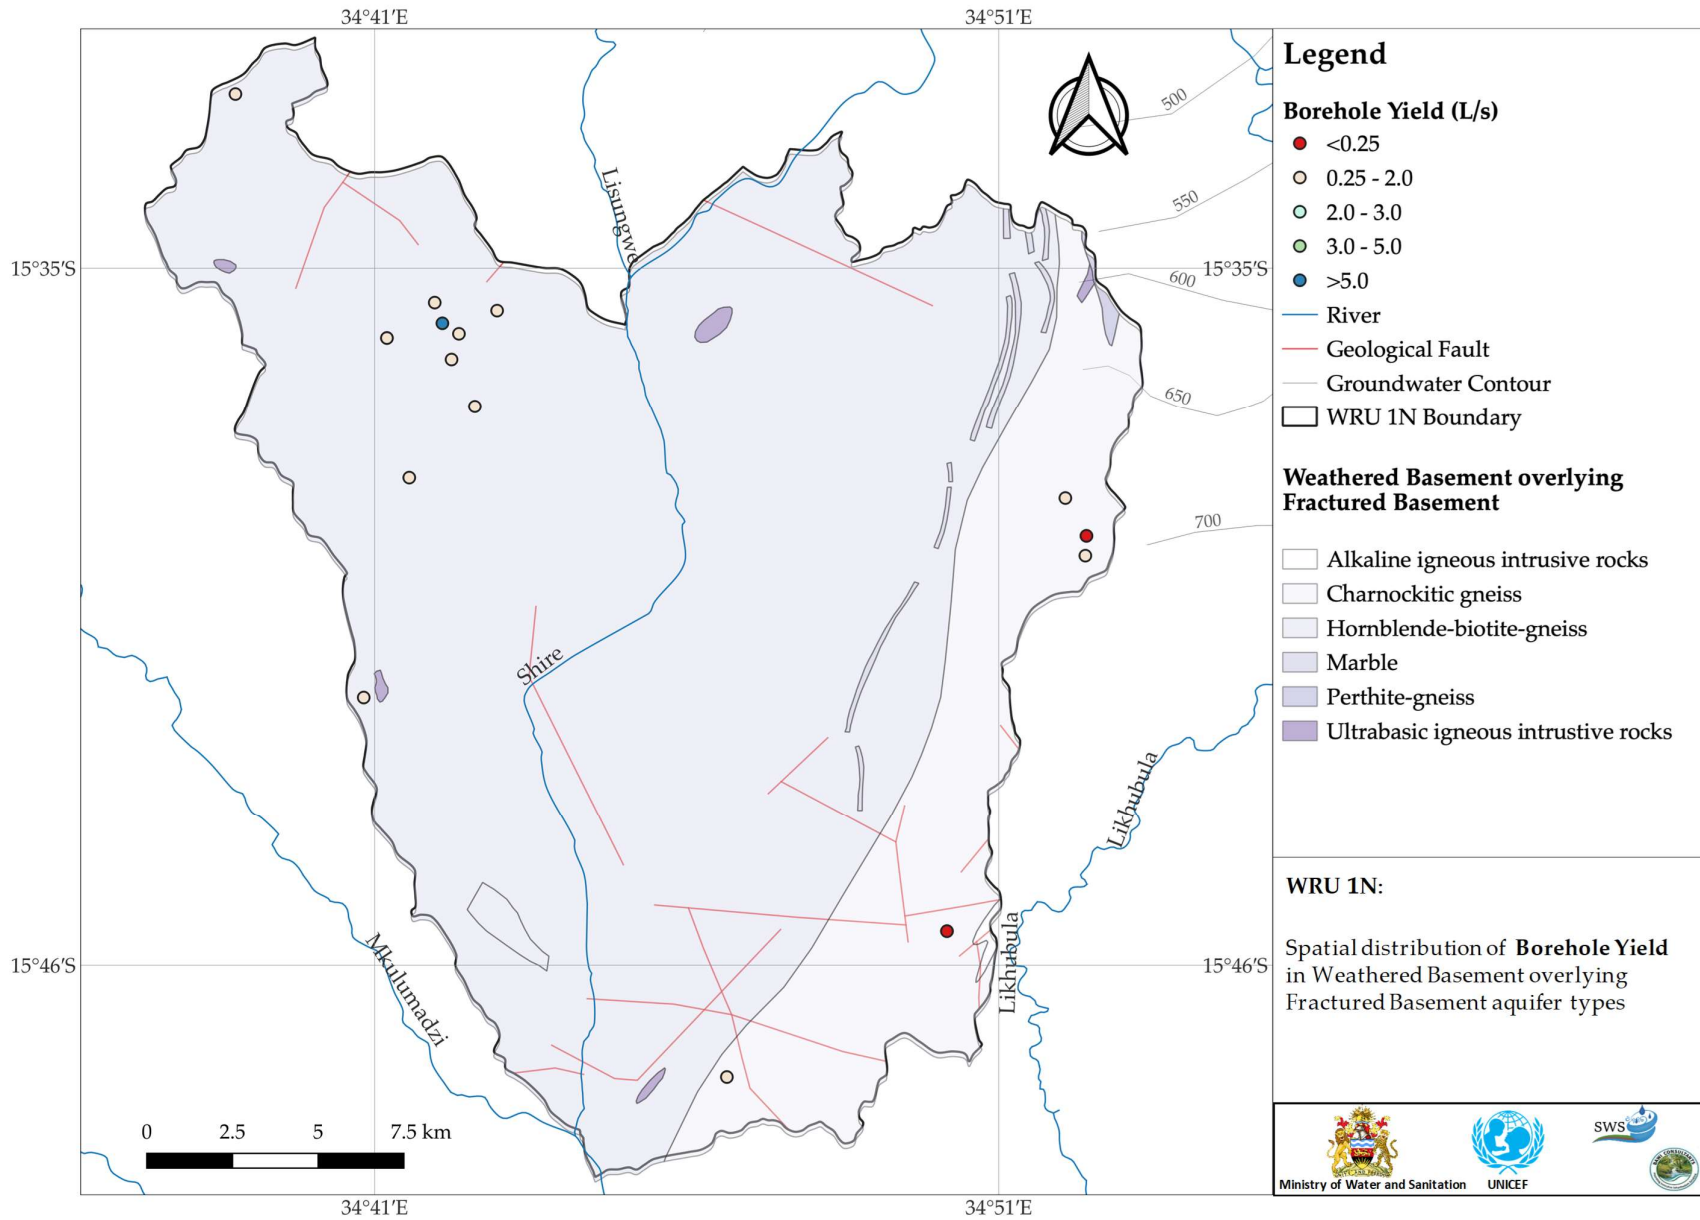 34°41′E
34°51′E
500
550
15°35′S
15°35′S
600
650
700
Lisungwe
Shire
Likhubula
Likhubula
Mkulumadzi
15°46′S
15°46′S
0 2.5 5 7.5 km
34°41′E
34°51′E
Legend
Borehole Yield (L/s)
<0.25
0.25 - 2.0
2.0 - 3.0
3.0 - 5.0
>5.0
River
Geological Fault
Groundwater Contour
WRU 1N Boundary
Weathered Basement overlying
Fractured Basement
Alkaline igneous intrusive rocks
Charnockitic gneiss
Hornblende-biotite-gneiss
Marble
Perthite-gneiss
Ultrabasic igneous intrustive rocks
WRU 1N:
Spatial distribution of Borehole Yield
in Weathered Basement overlying
Fractured Basement aquifer types
Ministry of Water and Sanitation
UNICEF
SWS